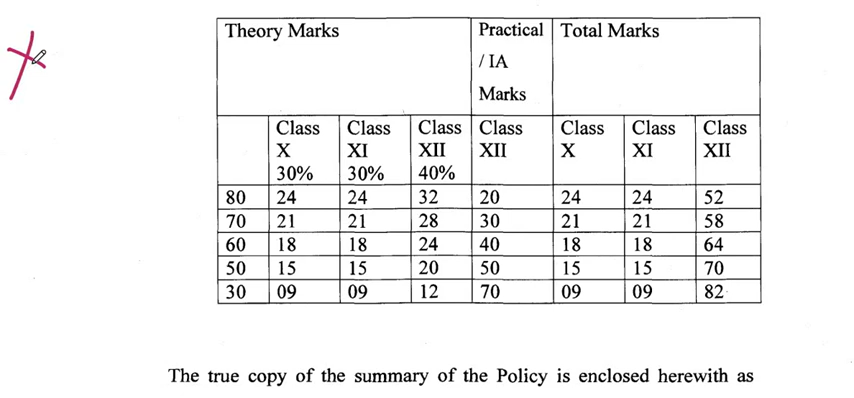 Theory Marks Practical Total Marks
/ IA
Marks
Class Class Class Class Class Class Class
X XI XII XII X XI XII
30% 30% 40%
80 24 24 32 20 24 24 52
70 21 21 28 30 21 21 58
60 18 18 24 40 18 18 64
50 15 15 20 50 15 15 70
30 09 09 12 70 09 09 82
The true copy of the summary of the Policy is enclosed herewith as